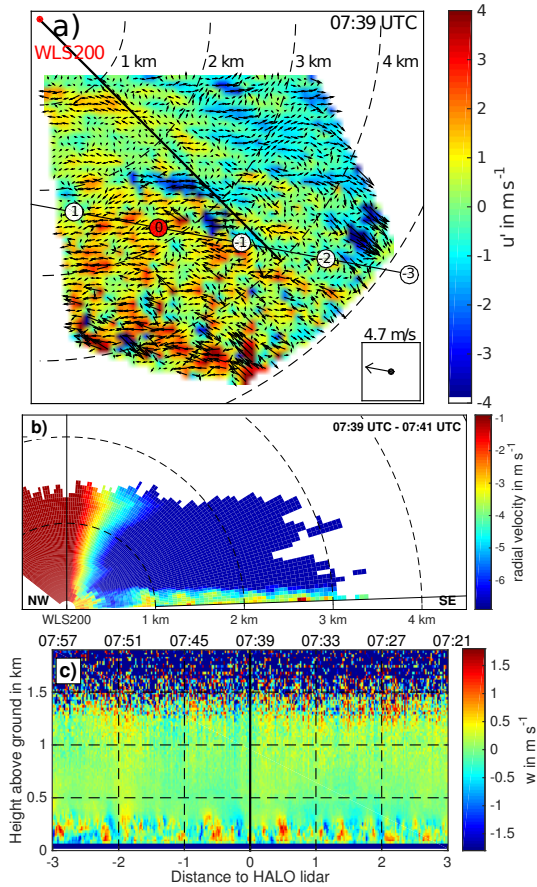 a)
07:39 UTC
WLS200
1 km
2 km
3 km
4 km
1
0
-1
-2
-3
4.7 m/s
4
3
2
1
0
-1
-2
-3
-4
u' in m s-1
b)
07:39 UTC - 07:41 UTC
NW
SE
WLS200
1 km
2 km
3 km
4 km
-1
-2
-3
-4
-5
-6
radial velocity in m s-1
07:57
07:51
07:45
07:39
07:33
07:27
07:21
c)
1.5
1
0.5
0
Height above ground in km
-3
-2
-1
0
1
2
3
Distance to HALO lidar
1.5
1
0.5
0
-0.5
-1
-1.5
w in m s-1